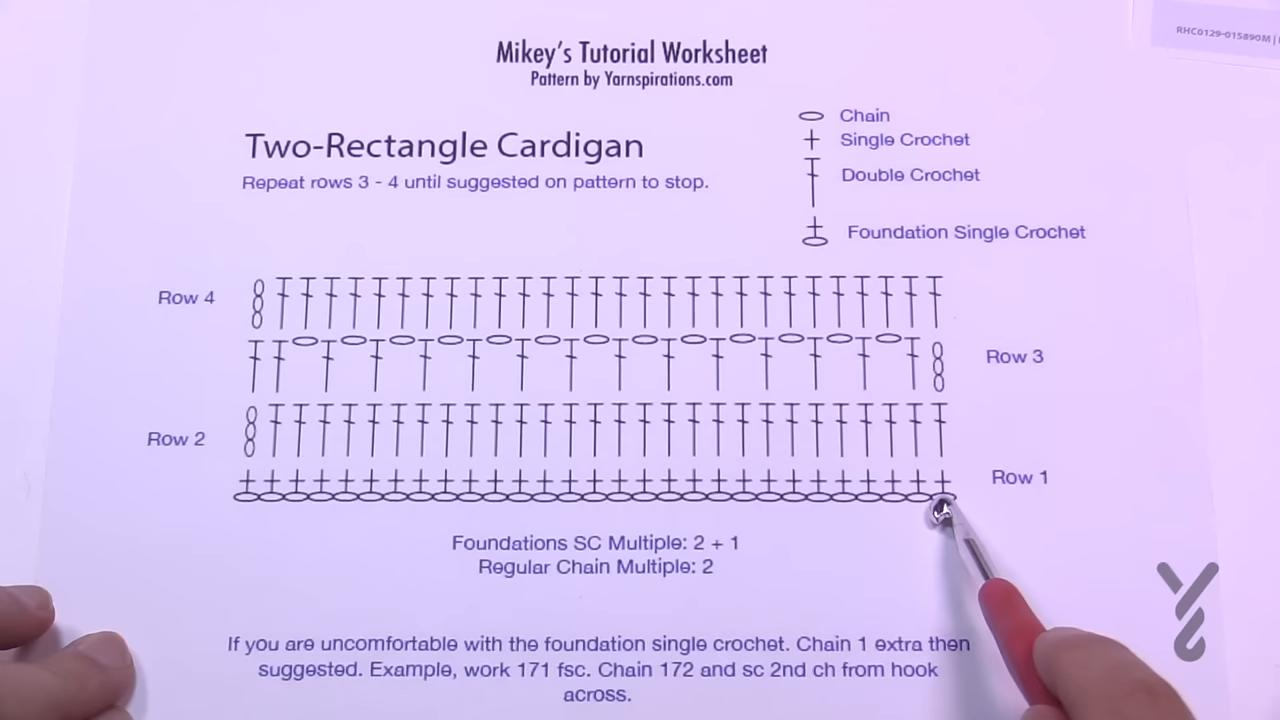 RHC0129-015890M |
Mikey's Tutorial Worksheet
Pattern by Yarnspirations.com
Two-Rectangle Cardigan
Repeat rows 3 - 4 until suggested on pattern to stop.
Chain
Single Crochet
Double Crochet
Foundation Single Crochet
Row 4
Row 3
Row 2
Row 1
Foundations SC Multiple: 2 + 1
Regular Chain Multiple: 2
If you are uncomfortable with the foundation single crochet. Chain 1 extra then
suggested. Example, work 171 fsc. Chain 172 and sc 2nd ch from hook
across.